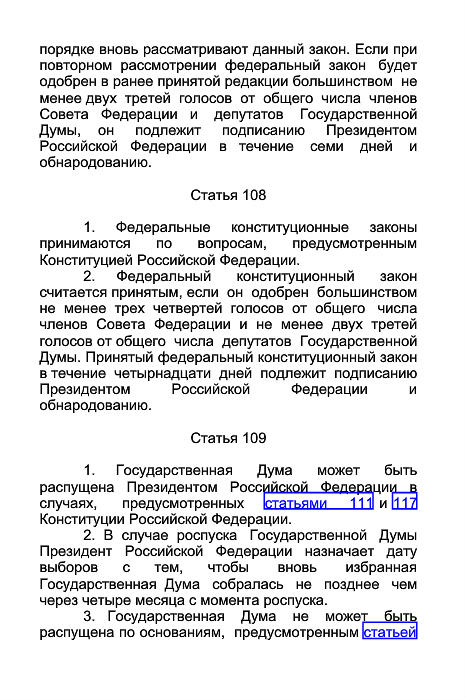 порядке вновь рассматривают данный закон. Если при
повторном рассмотрении федеральный закон будет
одобрен в ранее принятой редакции большинством не
менее двух третей голосов от общего числа членов
Совета Федерации и депутатов Государственной
Думы, он подлежит подписанию Президентом
Российской Федерации в течение семи дней и
обнародованию.
Статья 108
1. Федеральные конституционные законы
принимаются по вопросам, предусмотренным
Конституцией Российской Федерации.
2. Федеральный конституционный закон
считается принятым, если он одобрен большинством
не менее трех четвертей голосов от общего числа
членов Совета Федерации и не менее двух третей
голосов от общего числа депутатов Государственной
Думы. Принятый федеральный конституционный закон
в течение четырнадцати дней подлежит подписанию
Президентом Российской Федерации и
обнародованию.
Статья 109
1. Государственная Дума может быть
распущена Президентом Российской Федерации в
случаях, предусмотренных статьями 111 и 117
Конституции Российской Федерации.
2. В случае роспуска Государственной Думы
Президент Российской Федерации назначает дату
выборов с тем, чтобы вновь избранная
Государственная Дума собралась не позднее чем
через четыре месяца с момента роспуска.
3. Государственная Дума не может быть
распущена по основаниям, предусмотренным статьей